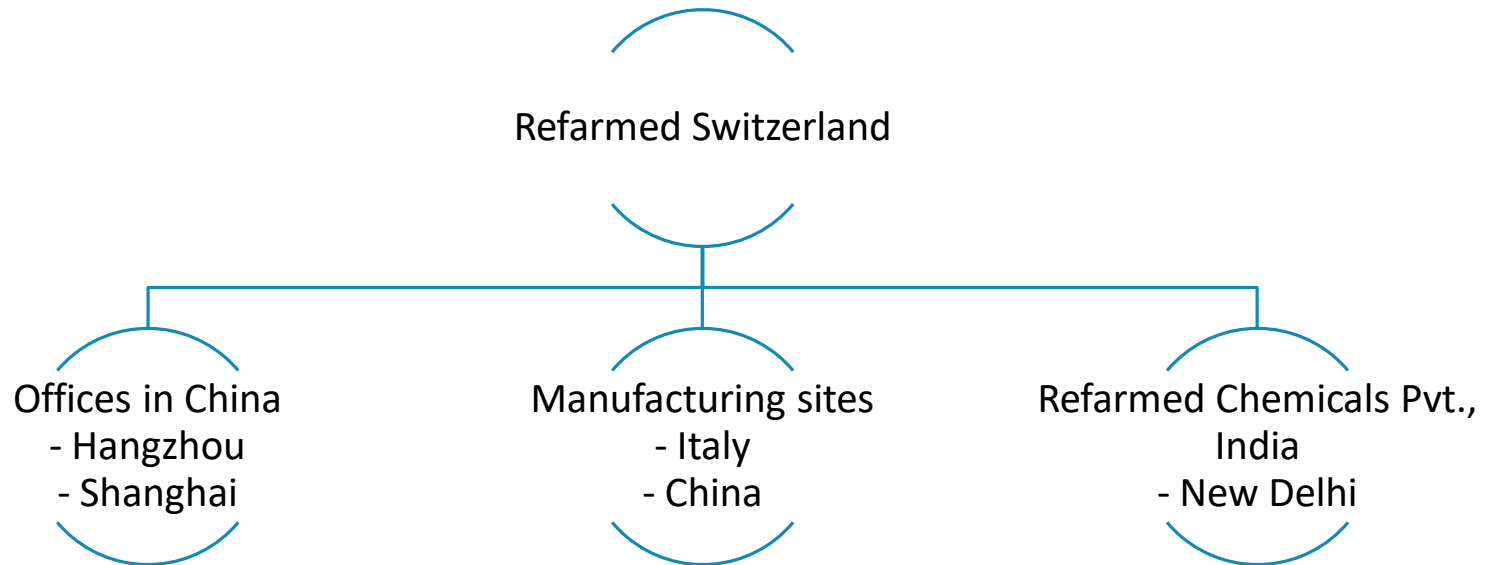 Refarmed Switzerland
Offices in China
- Hangzhou
- Shanghai
Manufacturing sites
- Italy
- China
Refarmed Chemicals Pvt.,
India
- New Delhi